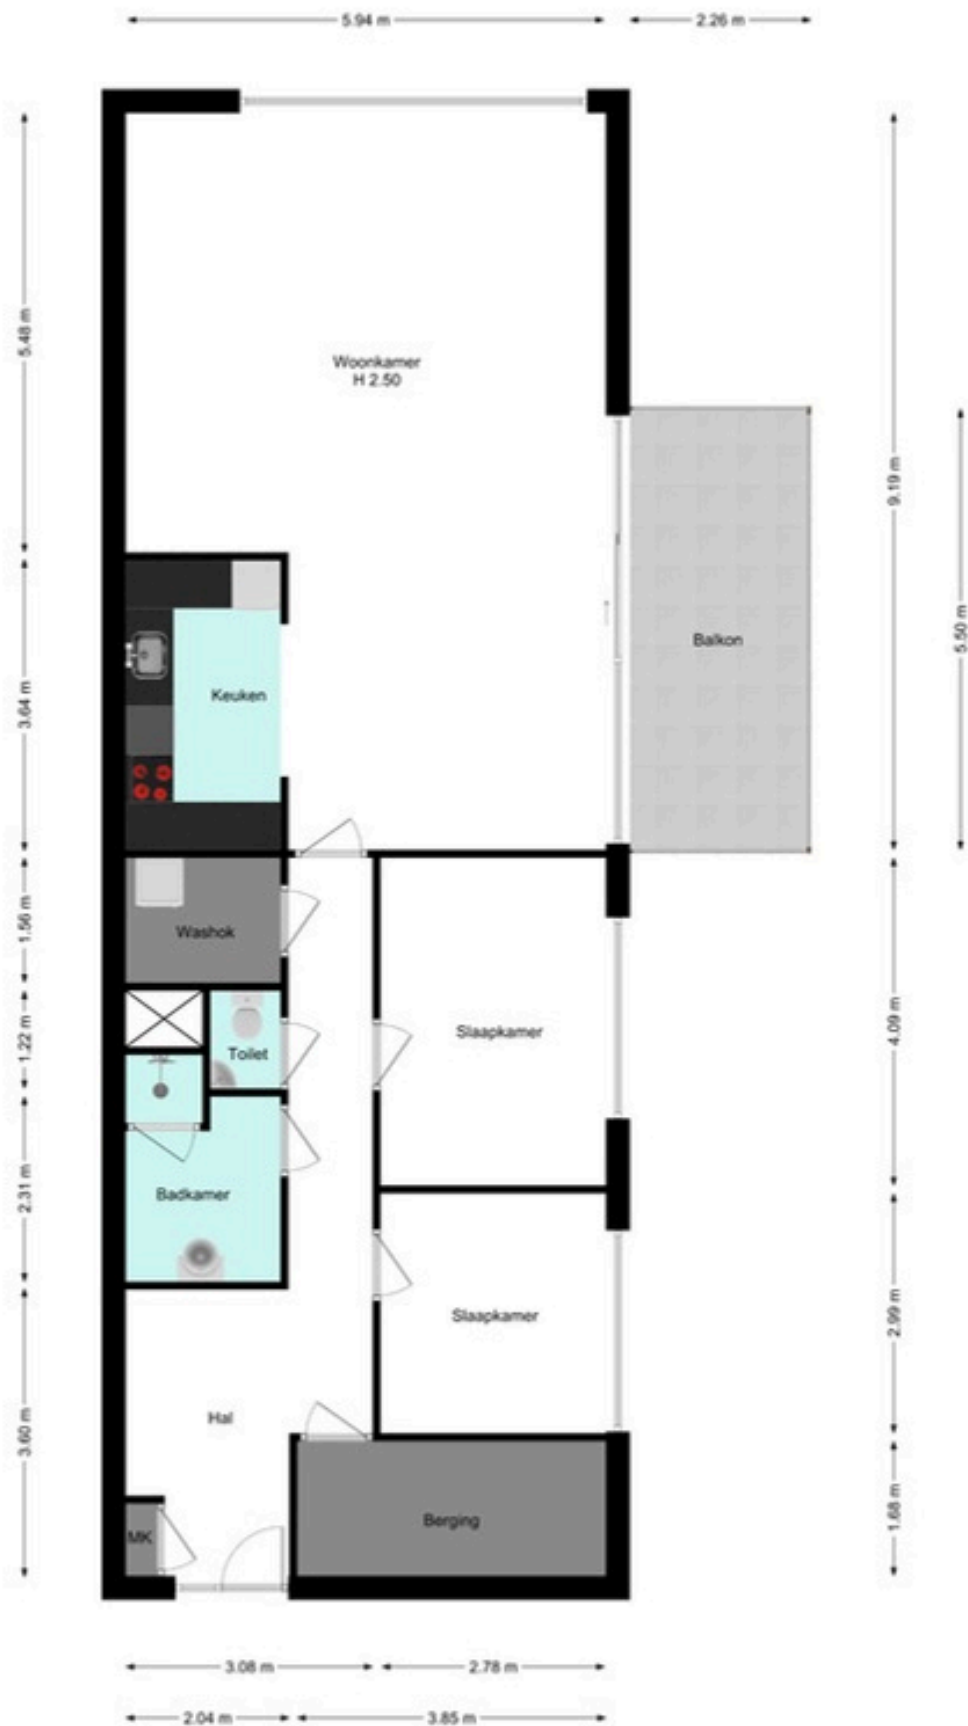 5.94 m
2.26 m
5.48 m
Woonkamer
H 2.50
9.19 m
5.50 m
Balkon
3.64 m
Keuken
1.56 m
Washok
1.22 m
Toilet
Slaapkamer
4.09 m
2.31 m
Badkamer
Slaapkamer
2.99 m
Hal
3.60 m
MK
Berging
1.68 m
3.08 m
2.78 m
2.04 m
3.85 m